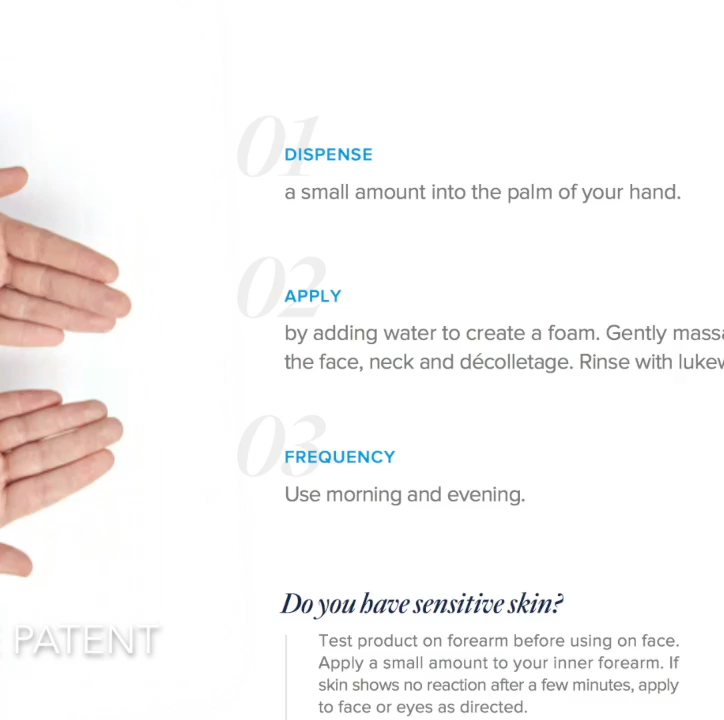 01
DISPENSE
a small amount into the palm of your hand.
02
APPLY
by adding water to create a foam. Gently
the face, neck and décolletage. Rinse with
03
FREQUENCY
Use morning and evening.
Do you have sensitive skin?
Test product on forearm before using on face.
Apply a small amount to your inner forearm. If
skin shows no reaction after a few minutes, apply
to face or eyes as directed.
PATENT